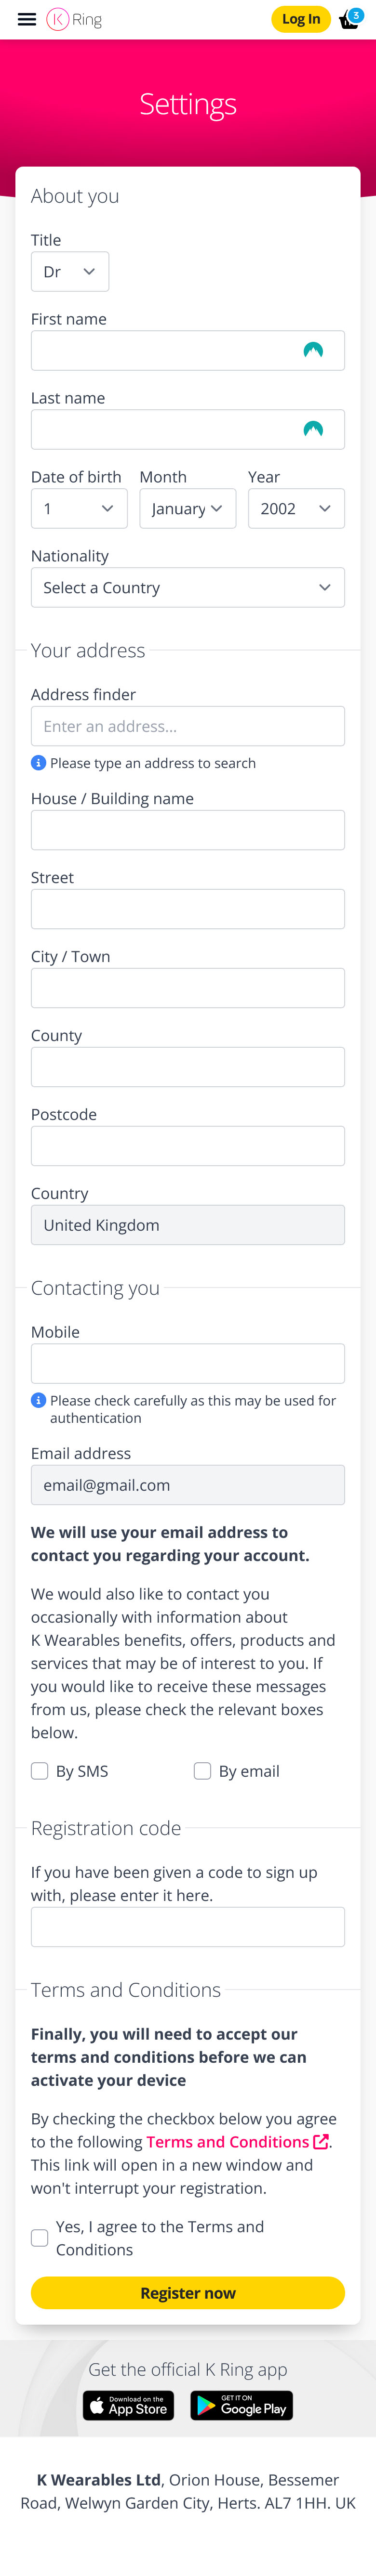 K Ring
Log In
3
Settings
About you
Title
Dr
First name
Last name
Date of birth Month Year
1 January 2002
Nationality
Select a Country
Your address
Address finder
Enter an address...
Please type an address to search
House / Building name
Street
City / Town
County
Postcode
Country
United Kingdom
Contacting you
Mobile
Please check carefully as this may be used for
authentication
Email address
email@gmail.com
We will use your email address to
contact you regarding your account.
We would also like to contact you
occasionally with information about
K Wearables benefits, offers, products and
services that may be of interest to you. If
you would like to receive these messages
from us, please check the relevant boxes
below.
By SMS By email
Registration code
If you have been given a code to sign up
with, please enter it here.
Terms and Conditions
Finally, you will need to accept our
terms and conditions before we can
activate your device
By checking the checkbox below you agree
to the following Terms and Conditions.
This link will open in a new window and
won't interrupt your registration.
Yes, I agree to the Terms and
Conditions
Register now
Get the official K Ring app
Download on the
App Store
GET IT ON
Google Play
K Wearables Ltd, Orion House, Bessemer
Road, Welwyn Garden City, Herts. AL7 1HH. UK